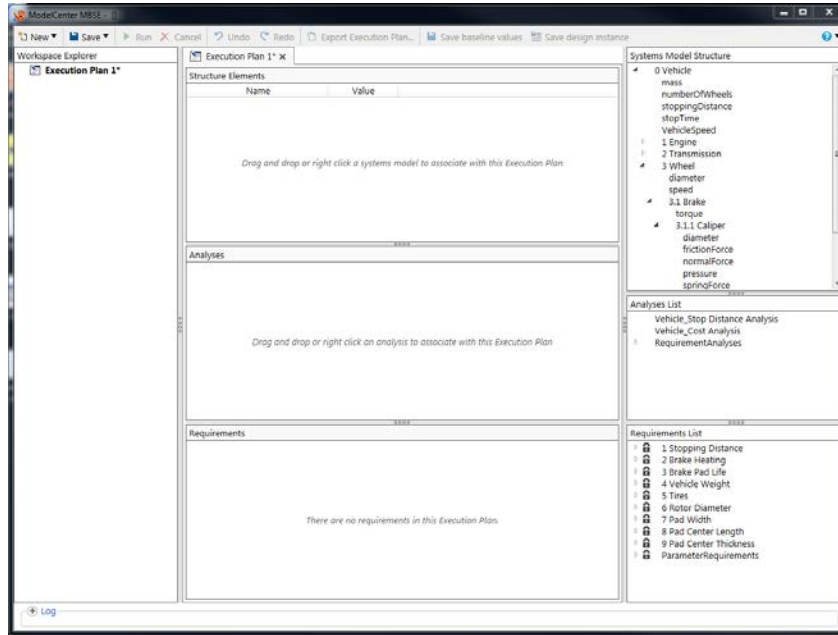 ModelCenter MBSE -
New ▾ Save ▾ Run Cancel Undo Redo Export Execution Plan... Save baseline values Save design instance
Workspace Explorer
Execution Plan 1*
Execution Plan 1* x
Structure Elements
Name Value
Drag and drop or right click a systems model to associate with this Execution Plan
Analyses
Drag and drop or right click an analysis to associate with this Execution Plan
Requirements
There are no requirements in this Execution Plan.
Systems Model Structure
0 Vehicle
mass
numberOfWheels
stoppingDistance
stopTime
VehicleSpeed
1 Engine
2 Transmission
3 Wheel
diameter
speed
3.1 Brake
torque
3.1.1 Caliper
diameter
frictionForce
normalForce
pressure
springForce
Analyses List
Vehicle_Stop Distance Analysis
Vehicle_Cost Analysis
RequirementAnalyses
Requirements List
1 Stopping Distance
2 Brake Heating
3 Brake Pad Life
4 Vehicle Weight
5 Tires
6 Rotor Diameter
7 Pad Width
8 Pad Center Length
9 Pad Center Thickness
ParameterRequirements
Log